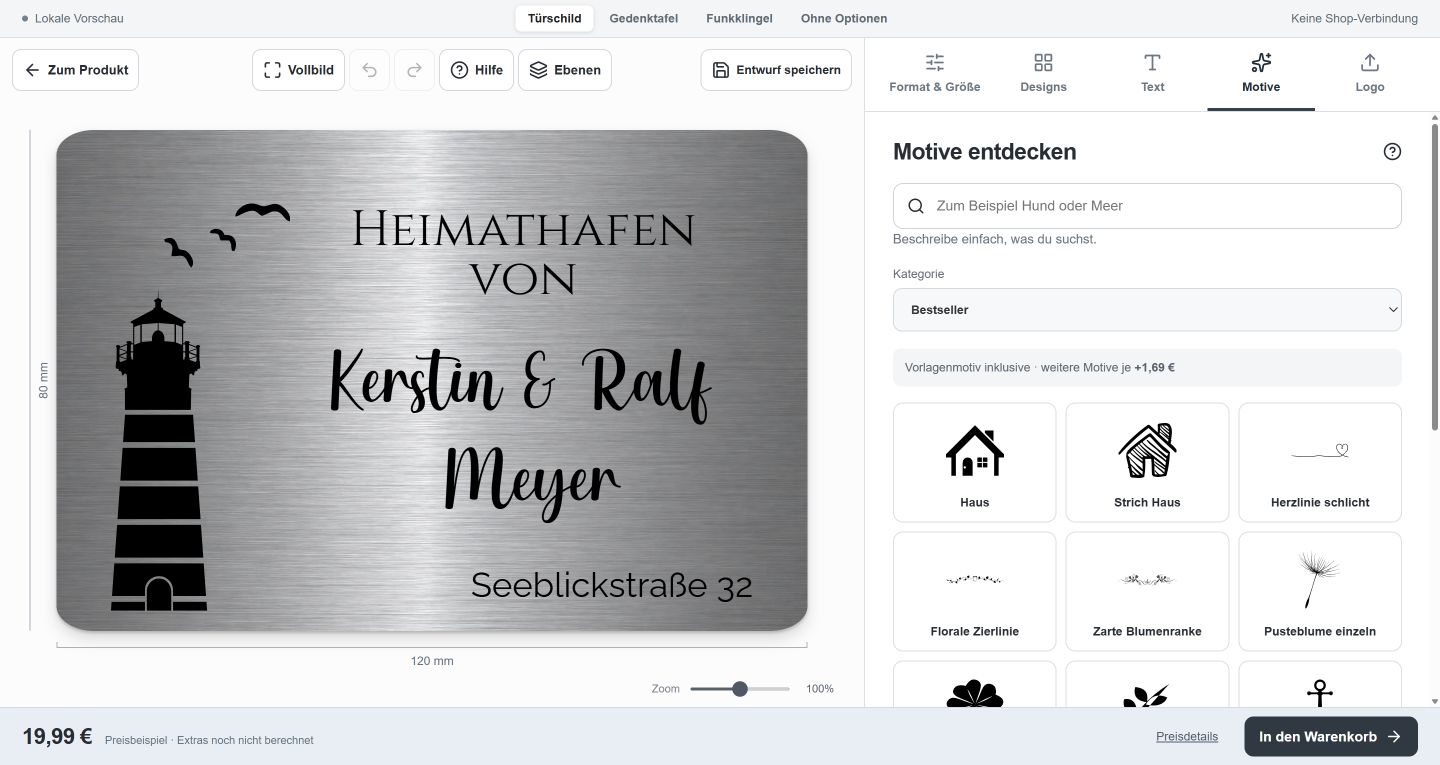 Lokale Vorschau
Türschild
Gedenktafel
Funkklingel
Ohne Optionen
Keine Shop-Verbindung
Zum Produkt
Vollbild
Hilfe
Ebenen
Entwurf speichern
Format & Größe
Designs
Text
Motive
Logo
80 mm
Heimathafen
von
Kerstin & Ralf
Meyer
Seeblickstraße 32
120 mm
Zoom
100%
Motive entdecken
Zum Beispiel Hund oder Meer
Beschreibe einfach, was du suchst.
Kategorie
Bestseller
Vorlagenmotiv inklusive · weitere Motive je +1,69 €
Haus
Strich Haus
Herzlinie schlicht
Florale Zierlinie
Zarte Blumenranke
Pusteblume einzeln
19,99 €
Preisbeispiel · Extras noch nicht berechnet
Preisdetails
In den Warenkorb